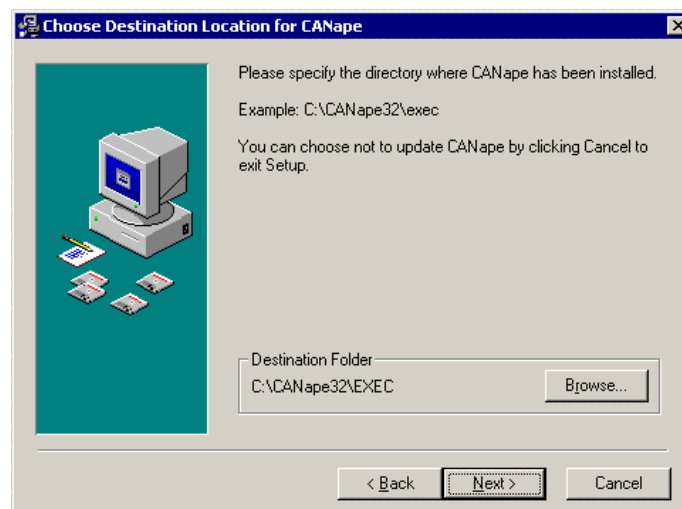 Choose Destination Location for CANape
Please specify the directory where CANape has been installed.
Example: C:\CANape32\exec
You can choose not to update CANape by clicking Cancel to
exit Setup.
Destination Folder
C:\CANape32\EXEC
Browse...
< Back
Next >
Cancel